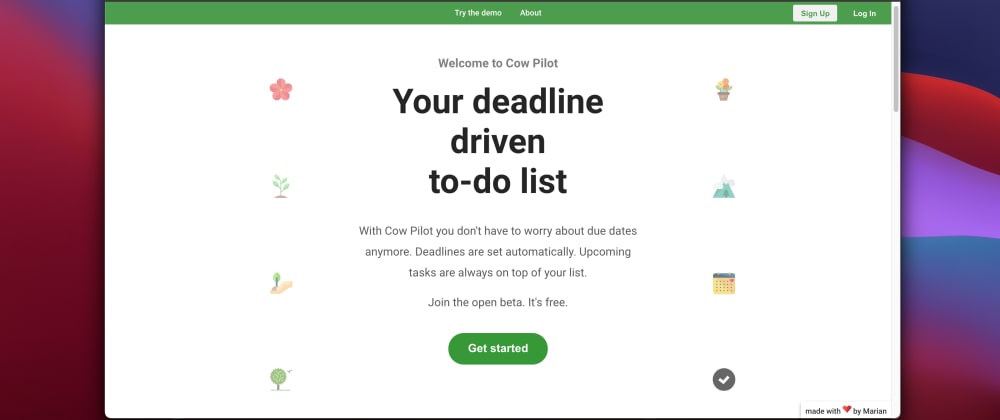 Try the demo About Sign Up Log In
Welcome to Cow Pilot
Your deadline
driven
to-do list
With Cow Pilot you don't have to worry about due dates
anymore. Deadlines are set automatically. Upcoming
tasks are always on top of your list.
Join the open beta. It's free.
Get started
made with ❤ by Marian